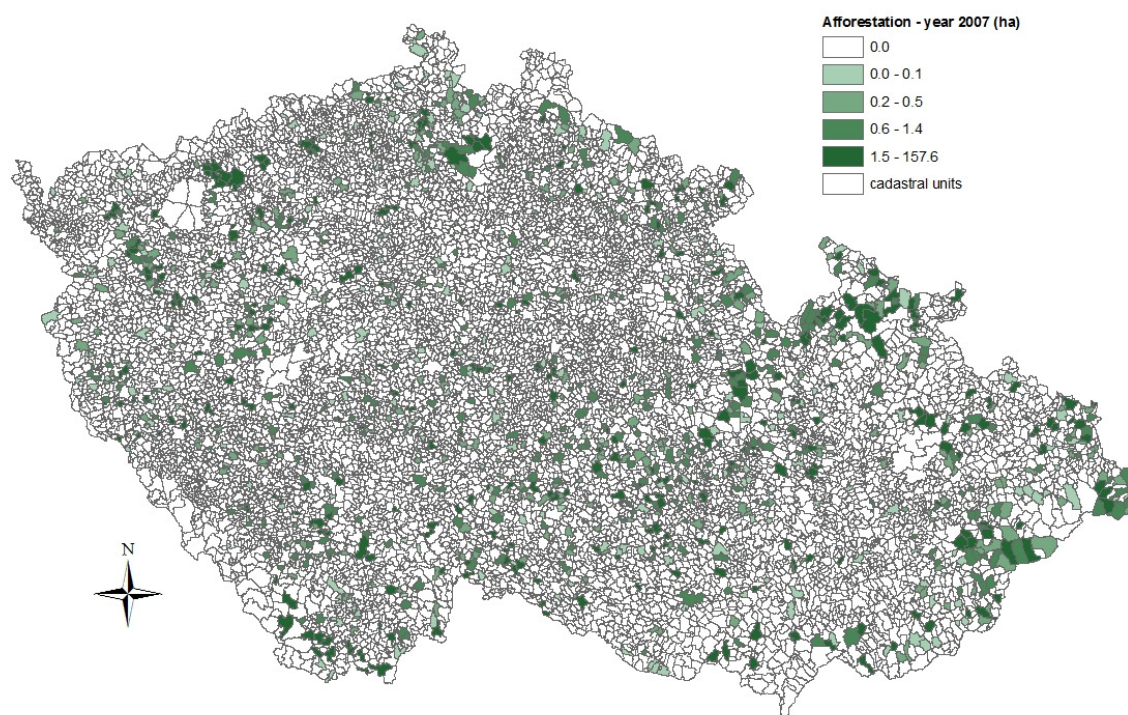 Afforestation - year 2007 (ha)
0.0
0.0 - 0.1
0.2 - 0.5
0.6 - 1.4
1.5 - 157.6
cadastral units
N